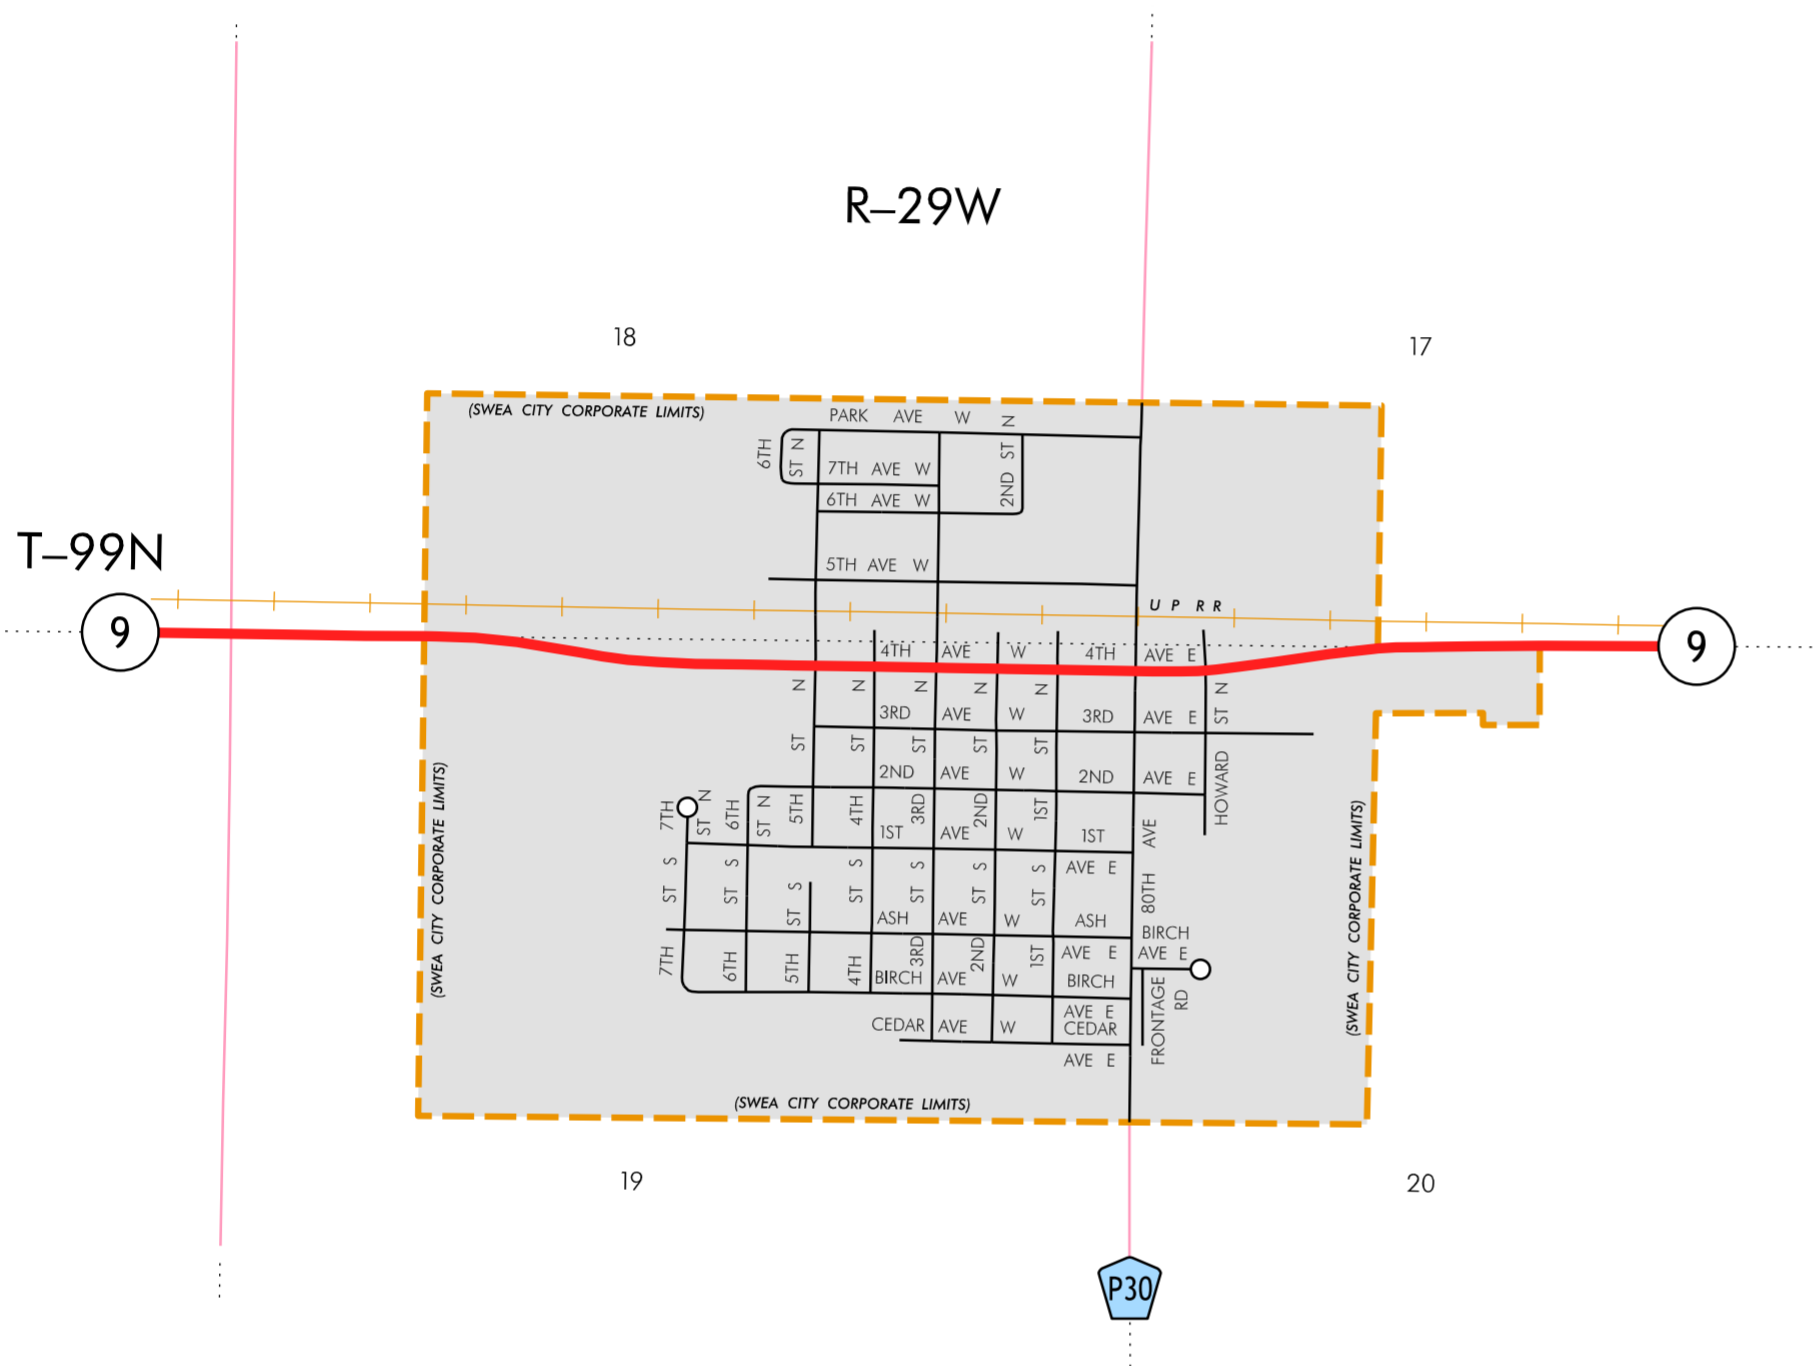 R–29W
18
17
(SWEA CITY CORPORATE LIMITS)
PARK AVE W
6TH ST N
2ND ST N
7TH AVE W
6TH AVE W
T–99N
5TH AVE W
U P R R
9
9
4TH AVE W
4TH AVE E
3RD AVE W
3RD AVE E
2ND AVE W
2ND AVE E
HOWARD ST N
7TH ST N
6TH ST N
5TH ST N
4TH ST N
3RD ST N
2ND ST N
1ST ST N
1ST AVE W
1ST AVE E
80TH AVE
(SWEA CITY CORPORATE LIMITS)
(SWEA CITY CORPORATE LIMITS)
7TH ST S
6TH ST S
5TH ST S
4TH ST S
3RD ST S
2ND ST S
1ST ST S
ASH AVE W
ASH AVE E
BIRCH AVE E
BIRCH AVE W
BIRCH AVE E
FRONTAGE RD
CEDAR AVE W
CEDAR AVE E
(SWEA CITY CORPORATE LIMITS)
19
20
P30